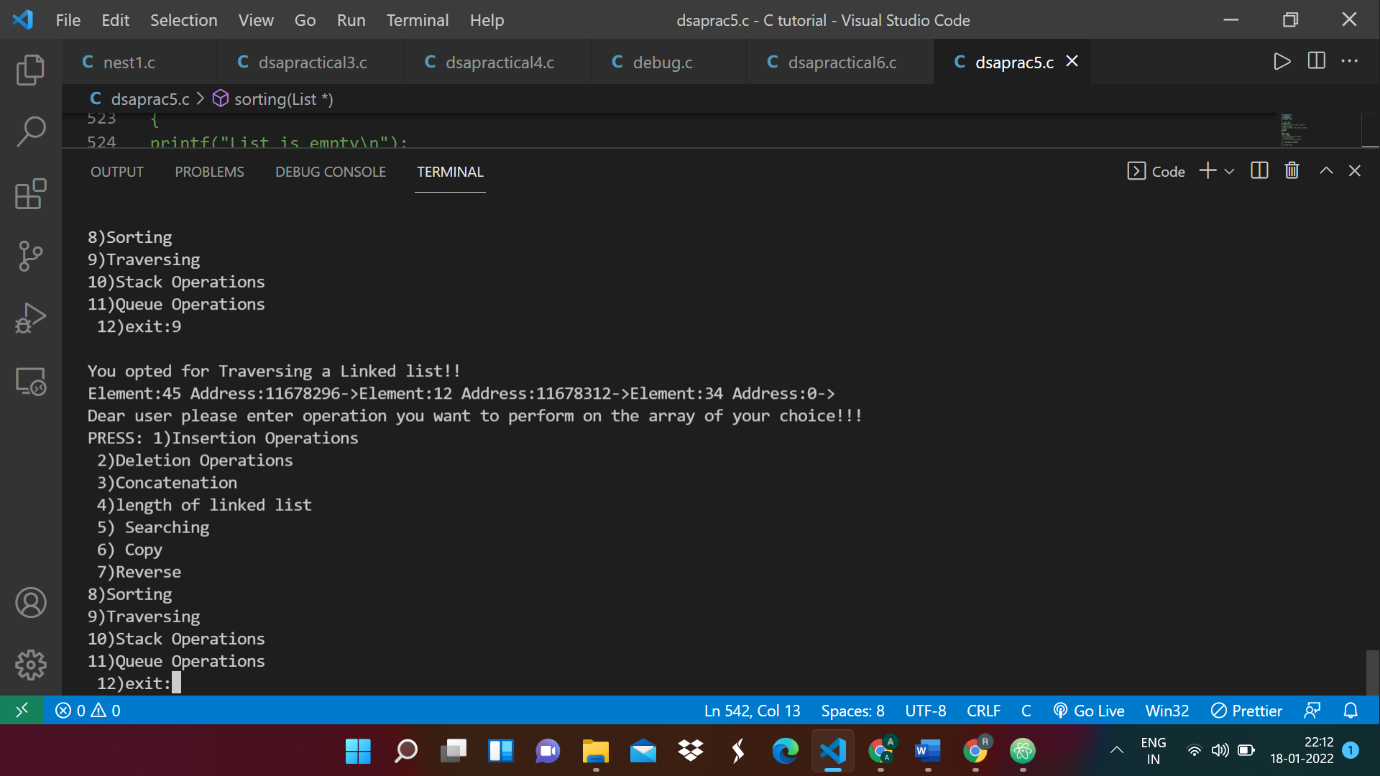 File Edit Selection View Go Run Terminal Help dsaprac5.c - C tutorial - Visual Studio Code
C nest1.c C dsapractical3.c C dsapractical4.c C debug.c C dsapractical6.c C dsaprac5.c
C dsaprac5.c > sorting(List *)
523 {
524 printf("List is empty\n");
OUTPUT PROBLEMS DEBUG CONSOLE TERMINAL Code
8)Sorting
9)Traversing
10)Stack Operations
11)Queue Operations
12)exit:9
You opted for Traversing a Linked list!!
Element:45 Address:11678296->Element:12 Address:11678312->Element:34 Address:0->
Dear user please enter operation you want to perform on the array of your choice!!!
PRESS: 1)Insertion Operations
2)Deletion Operations
3)Concatenation
4)length of linked list
5) Searching
6) Copy
7)Reverse
8)Sorting
9)Traversing
10)Stack Operations
11)Queue Operations
12)exit:
0 0 Ln 542, Col 13 Spaces: 8 UTF-8 CRLF C Go Live Win32 Prettier
A R W ENG 22:12
A IN 18-01-2022 1